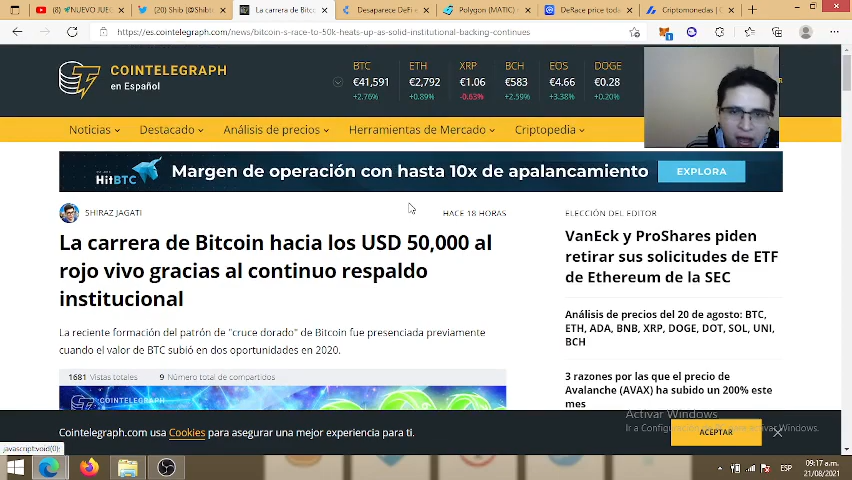 (8) NUEVO JUE
(20) Shib (@Shibt
La carrera de Bitco
Desaparece DeFi e
Polygon (MATIC)
DeRace price toda
Criptomonedas |
https://es.cointelegraph.com/news/bitcoin-s-race-to-50k-heats-up-as-solid-institutional-backing-continues
COINTELEGRAPH
en Español
BTC ETH XRP BCH EOS DOGE
€41,591 €2,792 €1.06 €583 €4.66 €0.28
+2.76% +0.89% -0.63% +2.59% +3.38% +0.20%
Noticias Destacado Análisis de precios Herramientas de Mercado Criptopedia
HitBTC Margen de operación con hasta 10x de apalancamiento EXPLORA
SHIRAZ JAGATI HACE 18 HORAS
La carrera de Bitcoin hacia los USD 50,000 al
rojo vivo gracias al continuo respaldo
institucional
La reciente formación del patrón de "cruce dorado" de Bitcoin fue presenciada previamente
cuando el valor de BTC subió en dos oportunidades en 2020.
1681 Vistas totales 9 Número total de compartidos
COINTELEGRAPH
ELECCIÓN DEL EDITOR
VanEck y ProShares piden
retirar sus solicitudes de ETF
de Ethereum de la SEC
Análisis de precios del 20 de agosto: BTC,
ETH, ADA, BNB, XRP, DOGE, DOT, SOL, UNI,
BCH
3 razones por las que el precio de
Avalanche (AVAX) ha subido un 200% este
mes
Activar Windows
Ir a Configuración
Windows.
Cointelegraph.com usa Cookies para asegurar una mejor experiencia para ti.
ACEPTAR
javascript:void(0);
ESP
09:17 a.m.
21/08/2021